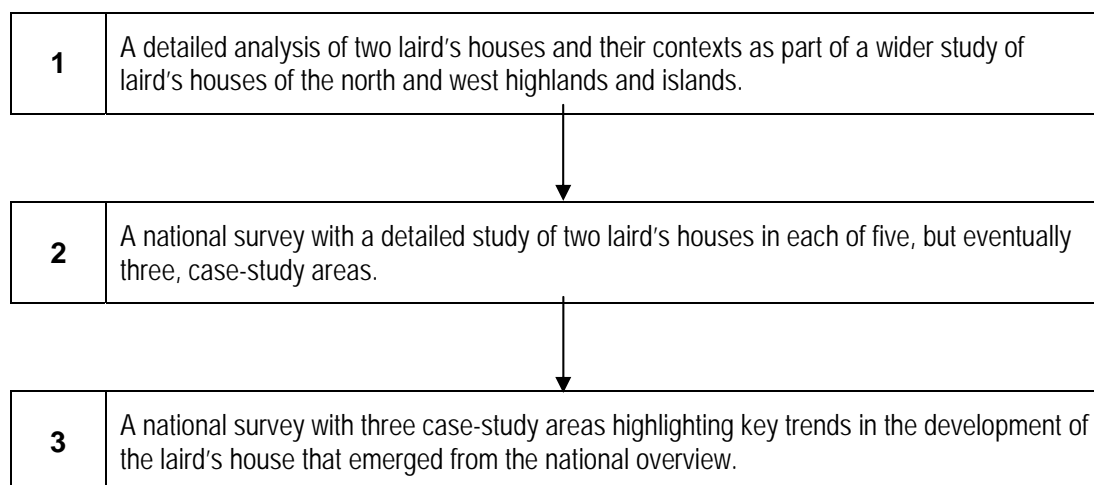 1
A detailed analysis of two laird’s houses and their contexts as part of a wider study of
laird’s houses of the north and west highlands and islands.
2
A national survey with a detailed study of two laird’s houses in each of five, but eventually
three, case-study areas.
3
A national survey with three case-study areas highlighting key trends in the development of
the laird’s house that emerged from the national overview.